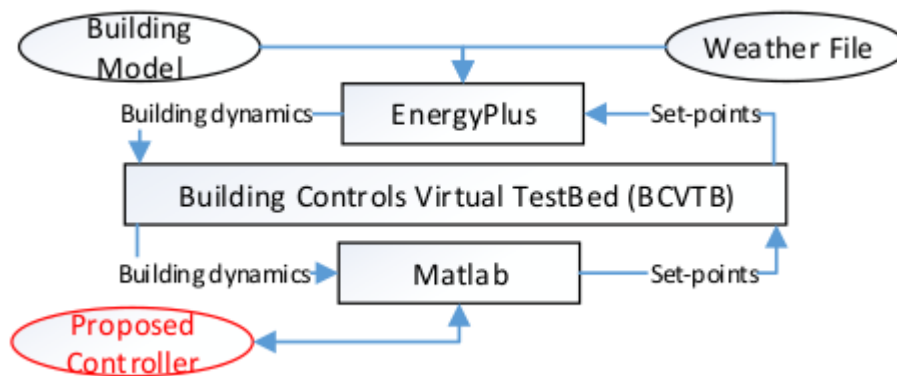 Building
Model
Weather File
Building dynamics
EnergyPlus
Set-points
Building Controls Virtual TestBed (BCVTB)
Building dynamics
Matlab
Set-points
Proposed
Controller